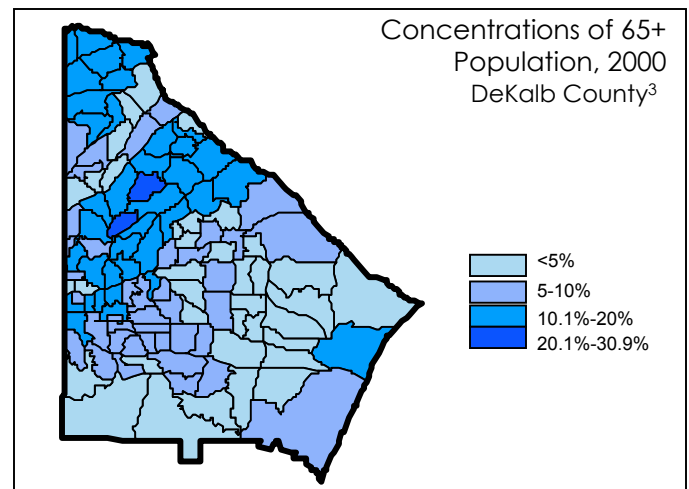 Concentrations of 65+
Population, 2000
DeKalb County³
<5%
5-10%
10.1%-20%
20.1%-30.9%